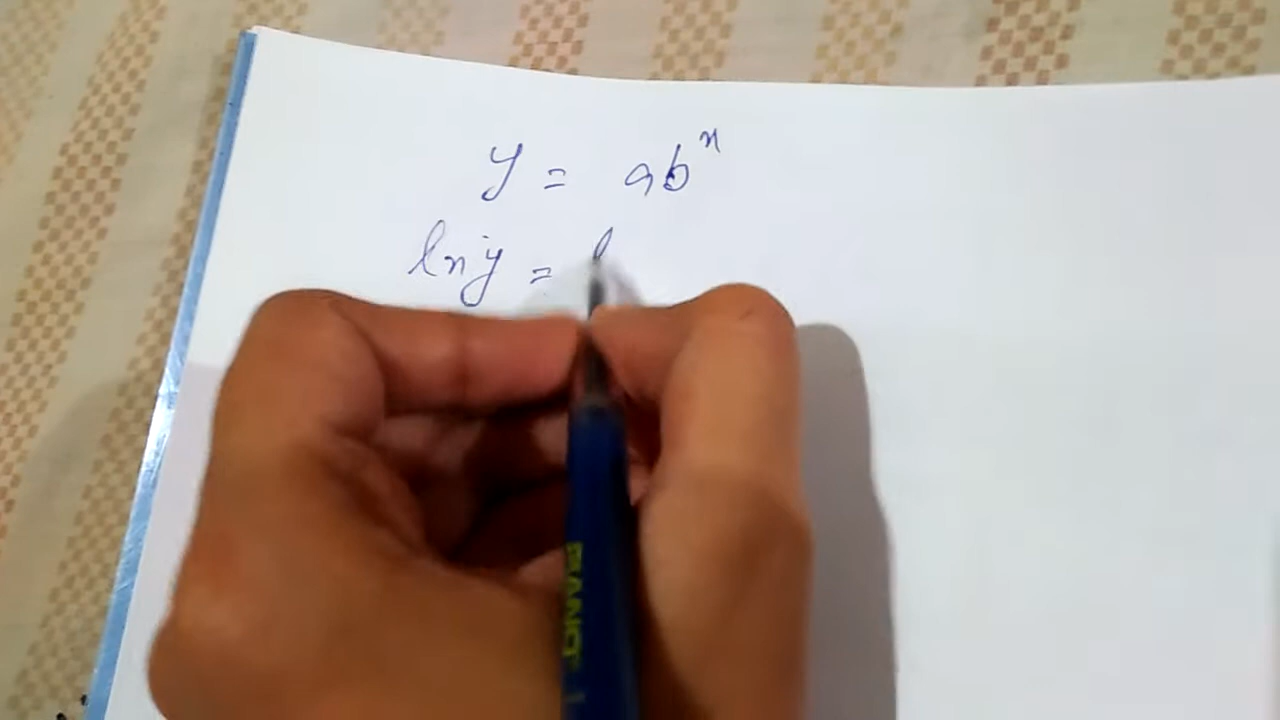 y = ab^x
ln y = l